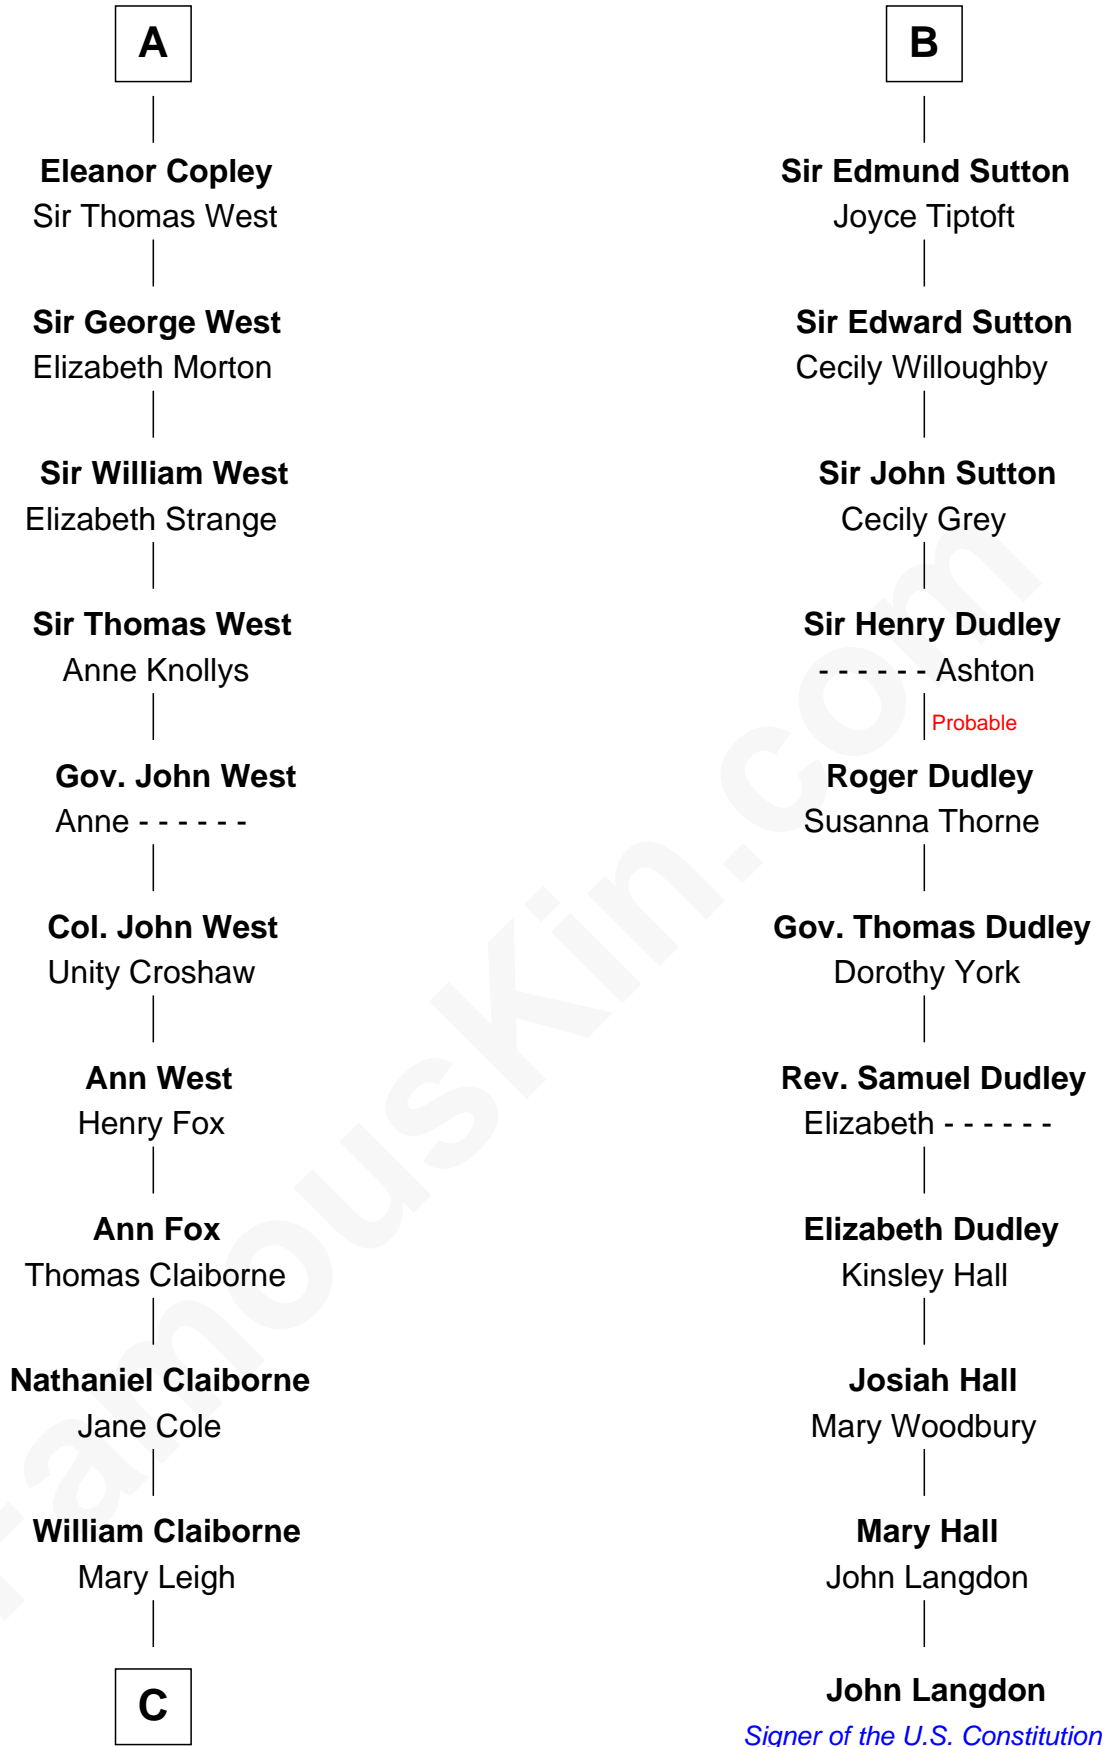 A
Eleanor Copley
Sir Thomas West
Sir George West
Elizabeth Morton
Sir William West
Elizabeth Strange
Sir Thomas West
Anne Knollys
Gov. John West
Anne - - - - - -
Col. John West
Unity Croshaw
Ann West
Henry Fox
Ann Fox
Thomas Claiborne
Nathaniel Claiborne
Jane Cole
William Claiborne
Mary Leigh
C
B
Sir Edmund Sutton
Joyce Tiptoft
Sir Edward Sutton
Cecily Willoughby
Sir John Sutton
Cecily Grey
Sir Henry Dudley
- - - - - - Ashton
Probable
Roger Dudley
Susanna Thorne
Gov. Thomas Dudley
Dorothy York
Rev. Samuel Dudley
Elizabeth - - - - - -
Elizabeth Dudley
Kinsley Hall
Josiah Hall
Mary Woodbury
Mary Hall
John Langdon
John Langdon
Signer of the U.S. Constitution
FamousKin.com